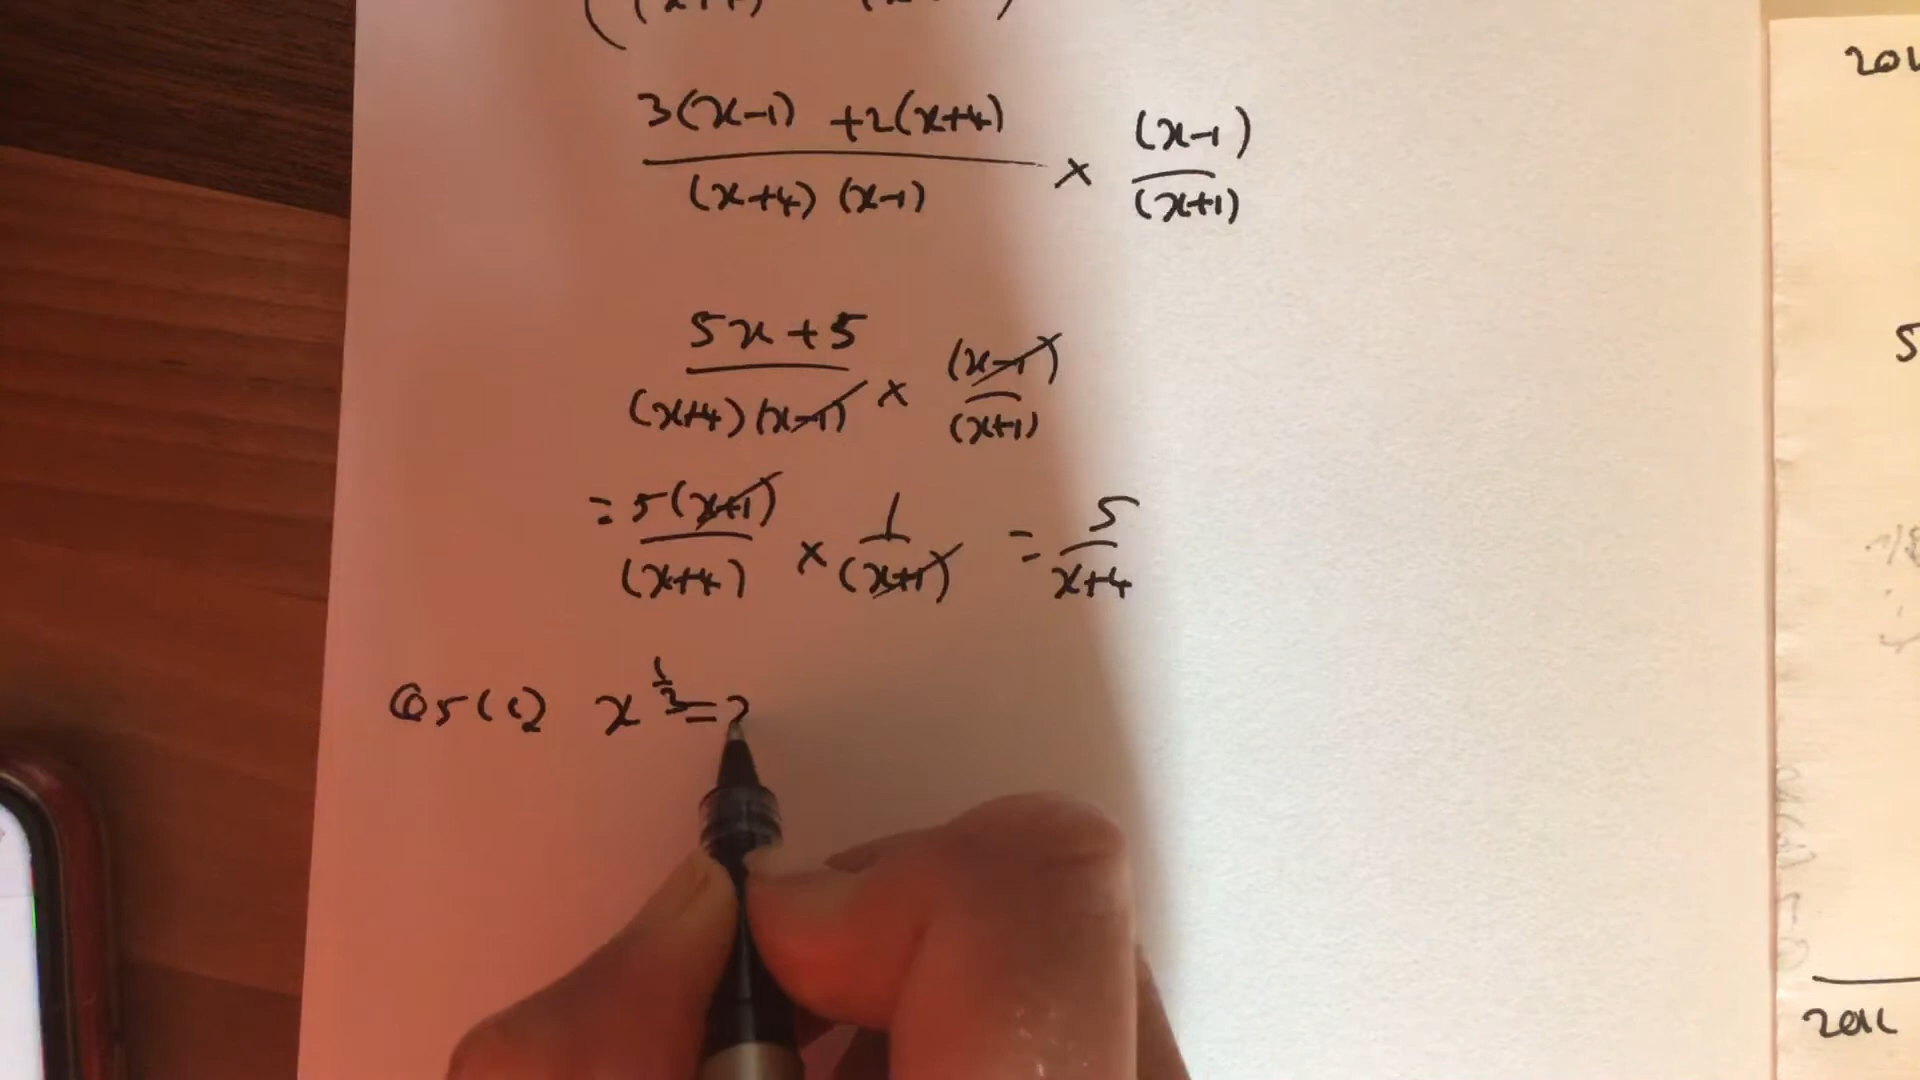 3(x-1) +2(x+4)
(x+4) (x-1)
×
(x-1)
(x+1)
5x+5
(x+4)(x-1)
×
(x-1)
(x+1)
= 5(x+1)
(x+4)
×
1
(x+1)
=
5
x+4
Q5(c) x^{1/3}=2
5